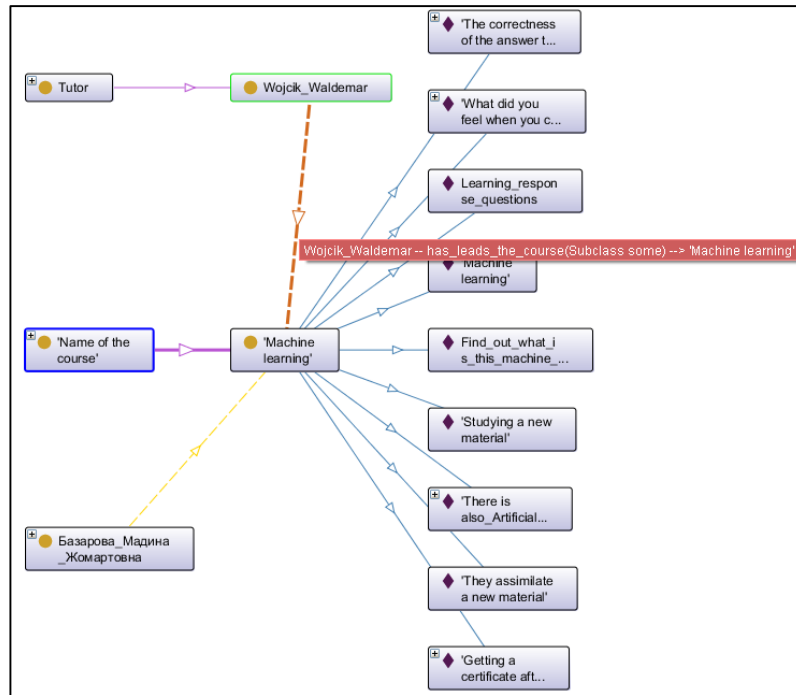 'The correctness
of the answer t...
Tutor
Wojcik_Waldemar
'What did you
feel when you c...
Learning_respon
se_questions
Wojcik_Waldemar -- has_leads_the_course(Subclass some) --> 'Machine learning'
'Machine
learning'
'Name of the
course'
'Machine
learning'
Find_out_what_i
s_this_machine_...
'Studying a new
material'
'There is
also_Artificial...
Базарова_Мадина
_Жомартовна
'They assimilate
a new material'
'Getting a
certificate aft...